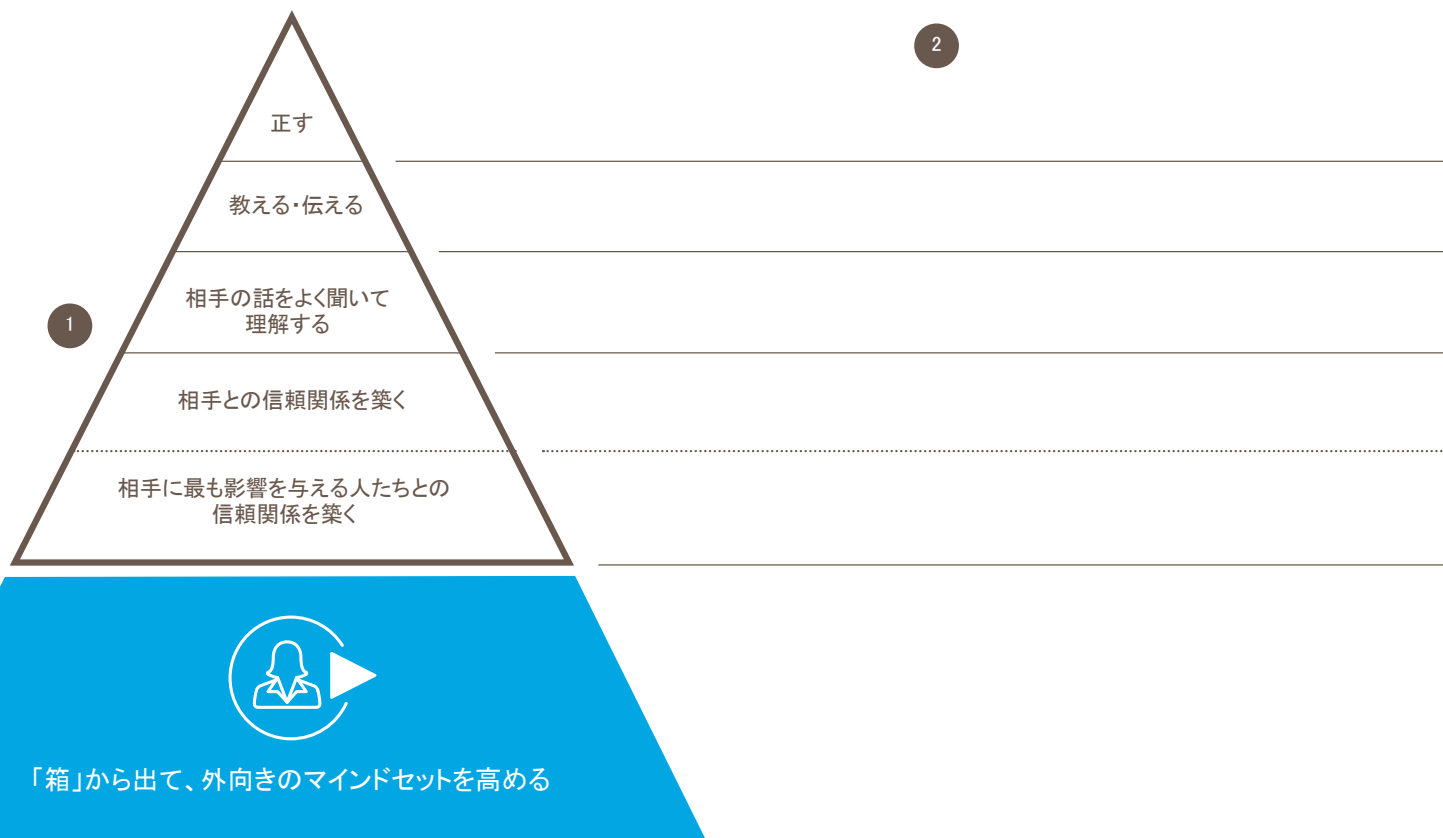 2
正す
教える・伝える
相手の話をよく聞いて
理解する
1
相手との信頼関係を築く
相手に最も影響を与える人たちとの
信頼関係を築く
「箱」から出て、外向きのマインドセットを高める